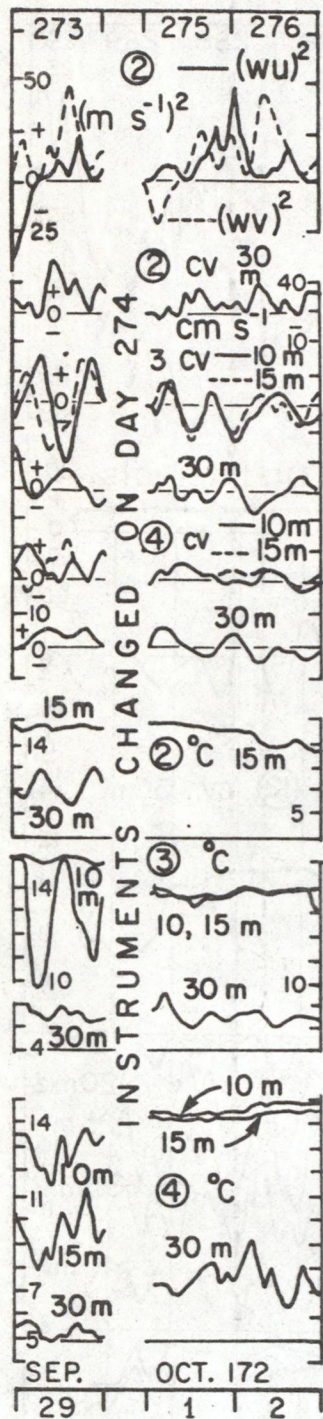 273 275 276
50 ② — (wu)²
+ (m s⁻¹)²
0
−
25 ---- (wv)²
② cv 30 m 40
+
0
− cm s⁻¹ 10
3 cv — 10 m
+ --- 15 m
0
−
+ 30 m
0
−
④ cv — 10 m
+ --- 15 m
0
−
10 30 m
+
0
−
15 m
14 ② °C 15 m
30 m 5
③ °C
14 10 m
10, 15 m
10 30 m 10
30 m
4
14 10 m
10 m 15 m
11 ④ °C
15 m 30 m
7
30 m
5
SEP. OCT. 172
29 1 2
INSTRUMENTS CHANGED ON DAY 274